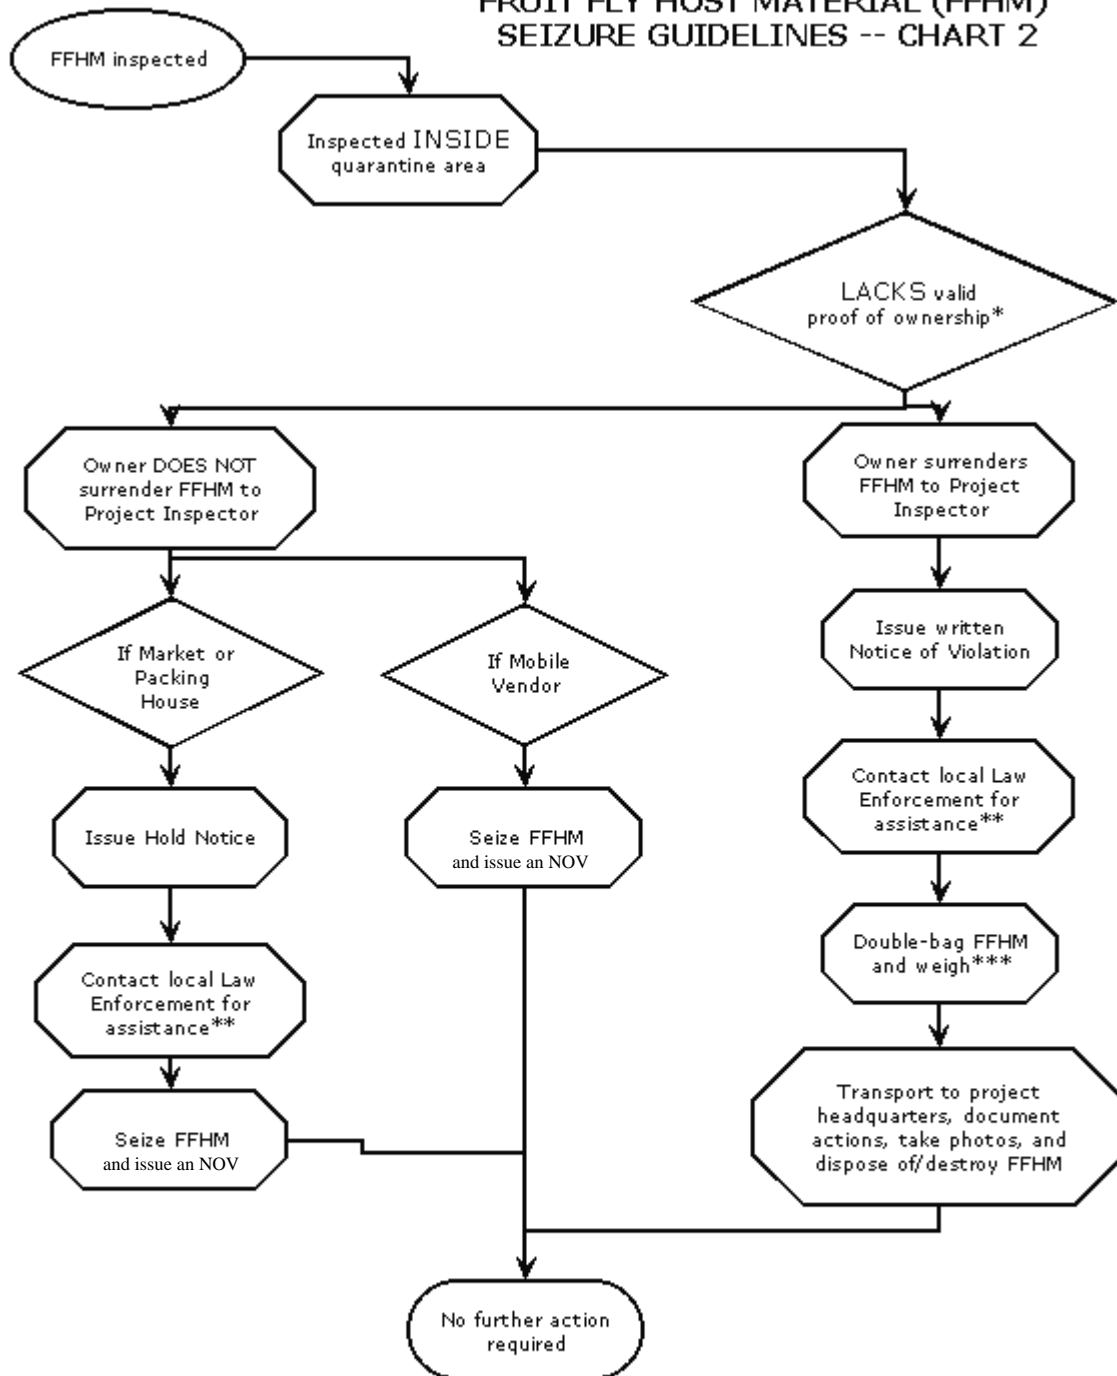 FRUIT FLY HOST MATERIAL (FFHM)
SEIZURE GUIDELINES -- CHART 2
FFHM inspected
Inspected INSIDE
quarantine area
LACKS valid
proof of ownership*
Owner DOES NOT
surrender FFHM to
Project Inspector
Owner surrenders
FFHM to Project
Inspector
If Market or
Packing
House
If Mobile
Vendor
Issue written
Notice of Violation
Issue Hold Notice
Seize FFHM
and issue an NOV
Contact local Law
Enforcement for
assistance**
Contact local Law
Enforcement for
assistance**
Double-bag FFHM
and weigh***
Seize FFHM
and issue an NOV
Transport to project
headquarters, document
actions, take photos, and
dispose of/destroy FFHM
No further action
required